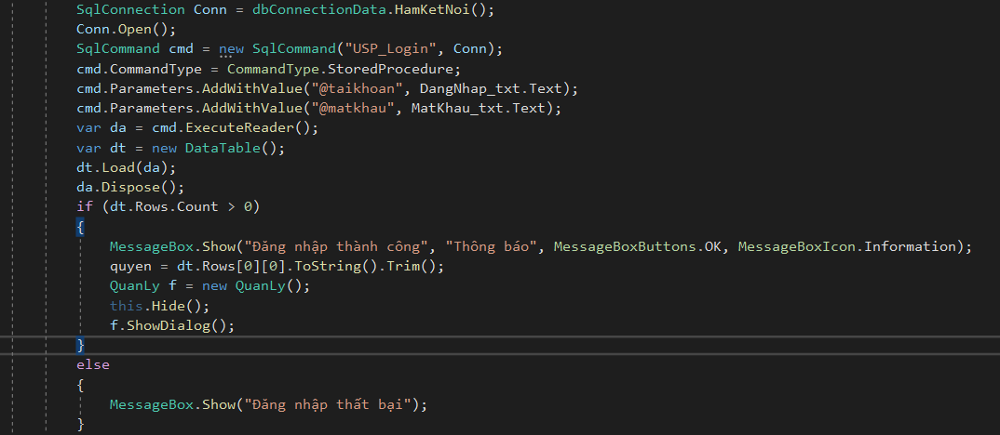 SqlConnection Conn = dbConnectionData.HamKetNoi();
Conn.Open();
SqlCommand cmd = new SqlCommand("USP_Login", Conn);
cmd.CommandType = CommandType.StoredProcedure;
cmd.Parameters.AddWithValue("@taikhoan", DangNhap_txt.Text);
cmd.Parameters.AddWithValue("@matkhau", MatKhau_txt.Text);
var da = cmd.ExecuteReader();
var dt = new DataTable();
dt.Load(da);
da.Dispose();
if (dt.Rows.Count > 0)
{
MessageBox.Show("Đăng nhập thành công", "Thông báo", MessageBoxButtons.OK, MessageBoxIcon.Information);
quyen = dt.Rows[0][0].ToString().Trim();
QuanLy f = new QuanLy();
this.Hide();
f.ShowDialog();
}
else
{
MessageBox.Show("Đăng nhập thất bại");
}